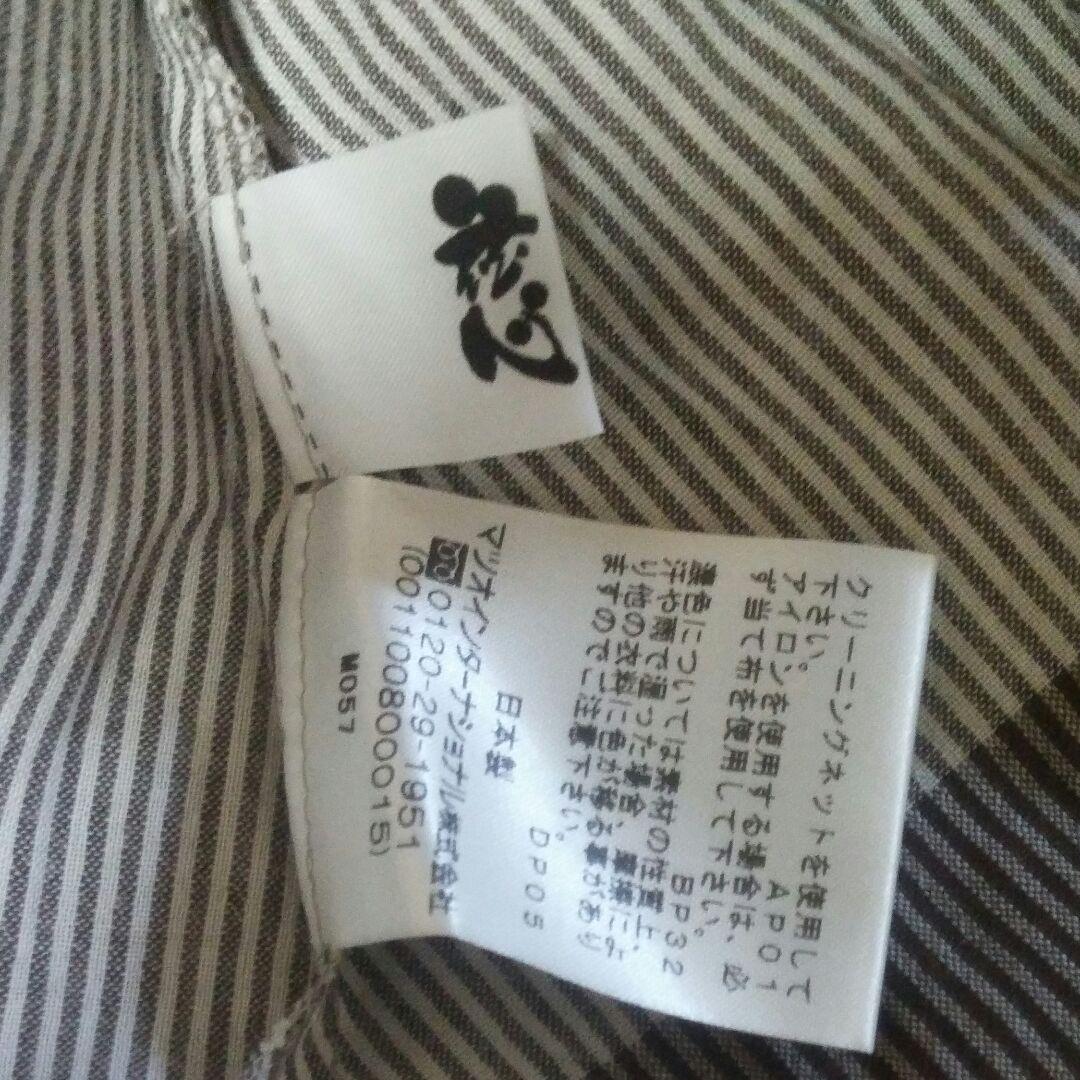 クリーニングネットを使用して
下さい。 AP01
アイロンを使用する場合は、必
ず当て布を使用して下さい。
BP32
濃色については素材の性質上、
汗や雨で湿った場合、摩擦によ
り他の衣料に色が移る事があり
ますのでご注意下さい。
DP05
日本製
マツオインターナショナル株式会社
0120-29-1951
(0011008000015)
M057